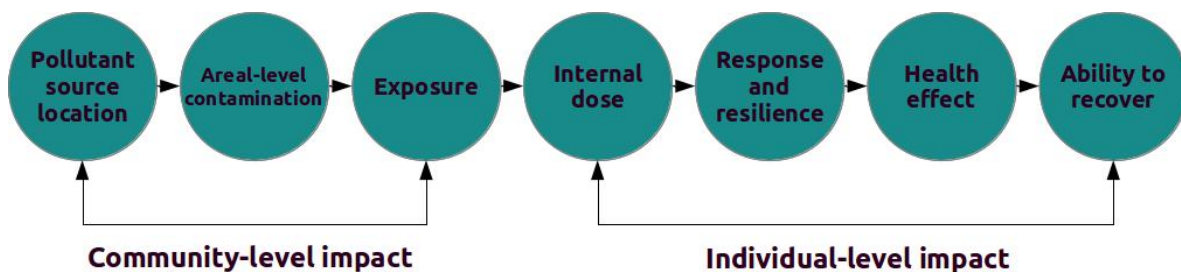 Pollutant
source
location
Areal-level
contamination
Exposure
Internal
dose
Response
and
resilience
Health
effect
Ability to
recover
Community-level impact
Individual-level impact